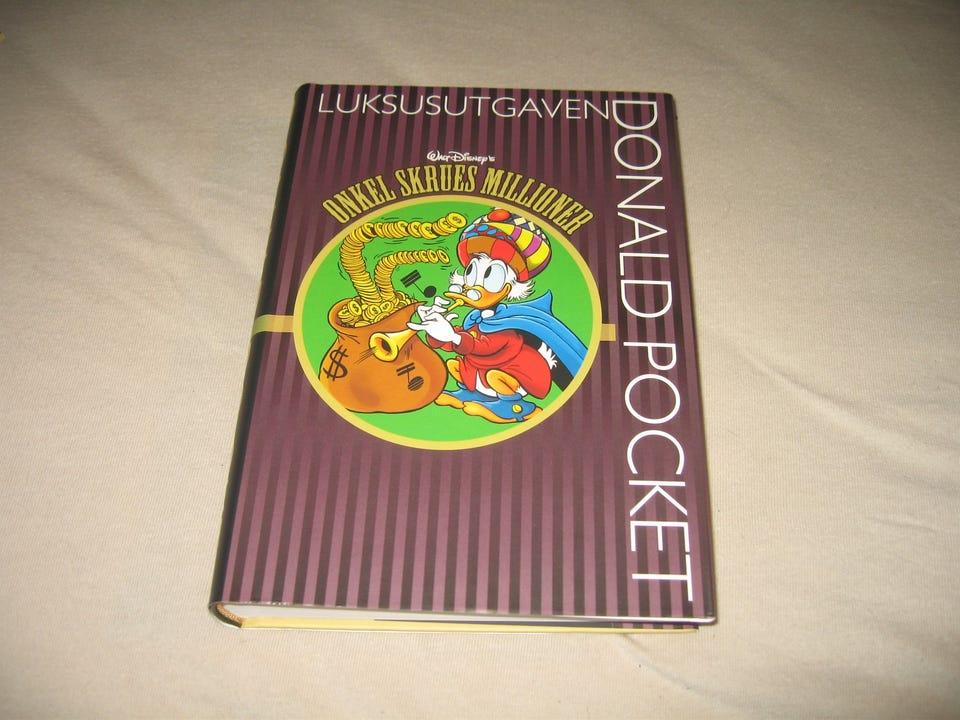 LUKSUSUTGAVEN
DONALD POCKET
WALT DISNEY'S
ONKEL SKRUES MILLIONER
$